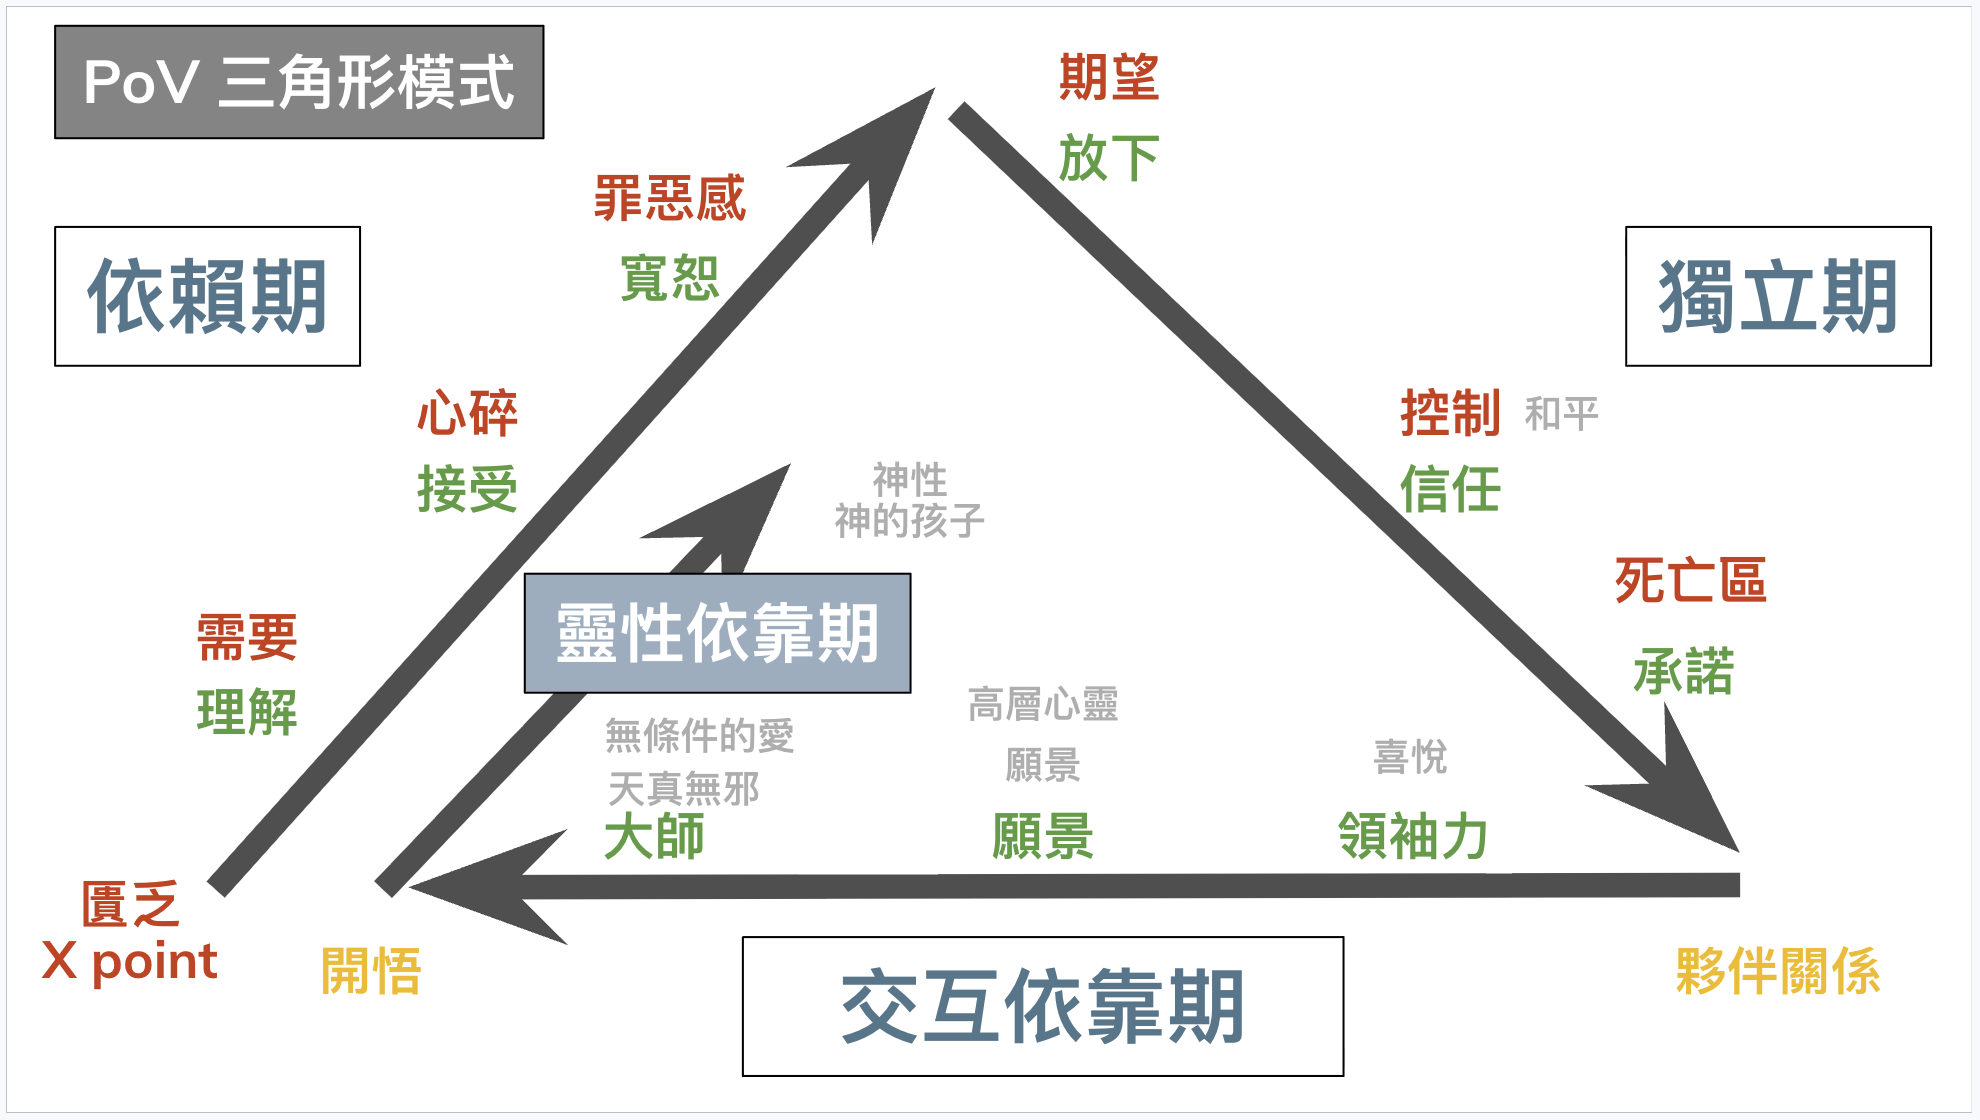 PoV 三角形模式
期望
放下
罪惡感
寬恕
依賴期
獨立期
心碎
接受
控制 和平
信任
神性
神的孩子
死亡區
承諾
靈性依靠期
需要
理解
高層心靈
無條件的愛
願景
喜悅
天真無邪
大師
願景
領袖力
匱乏
X point
開悟
夥伴關係
交互依靠期